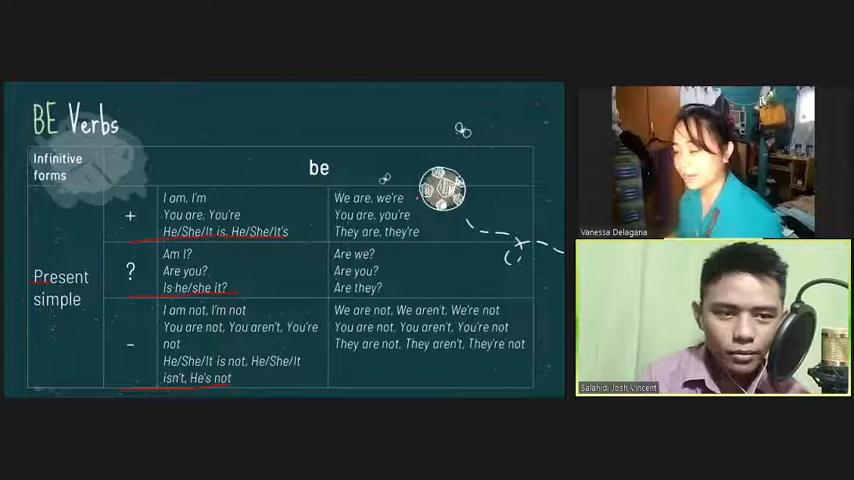 BE Verbs
Infinitive
forms
be
+
I am, I'm
You are, You're
He/She/It is, He/She/It's
We are, we're
You are, you're
They are, they're
Present
simple
?
Am I?
Are you?
Is he/she it?
Are we?
Are you?
Are they?
-
I am not, I'm not
You are not, You aren't, You're
not
He/She/It is not, He/She/It
isn't, He's not
We are not, We aren't, We're not
You are not, You aren't, You're not
They are not, They aren't, They're not
Vanessa Delagana
Salahid, Josh Vincent